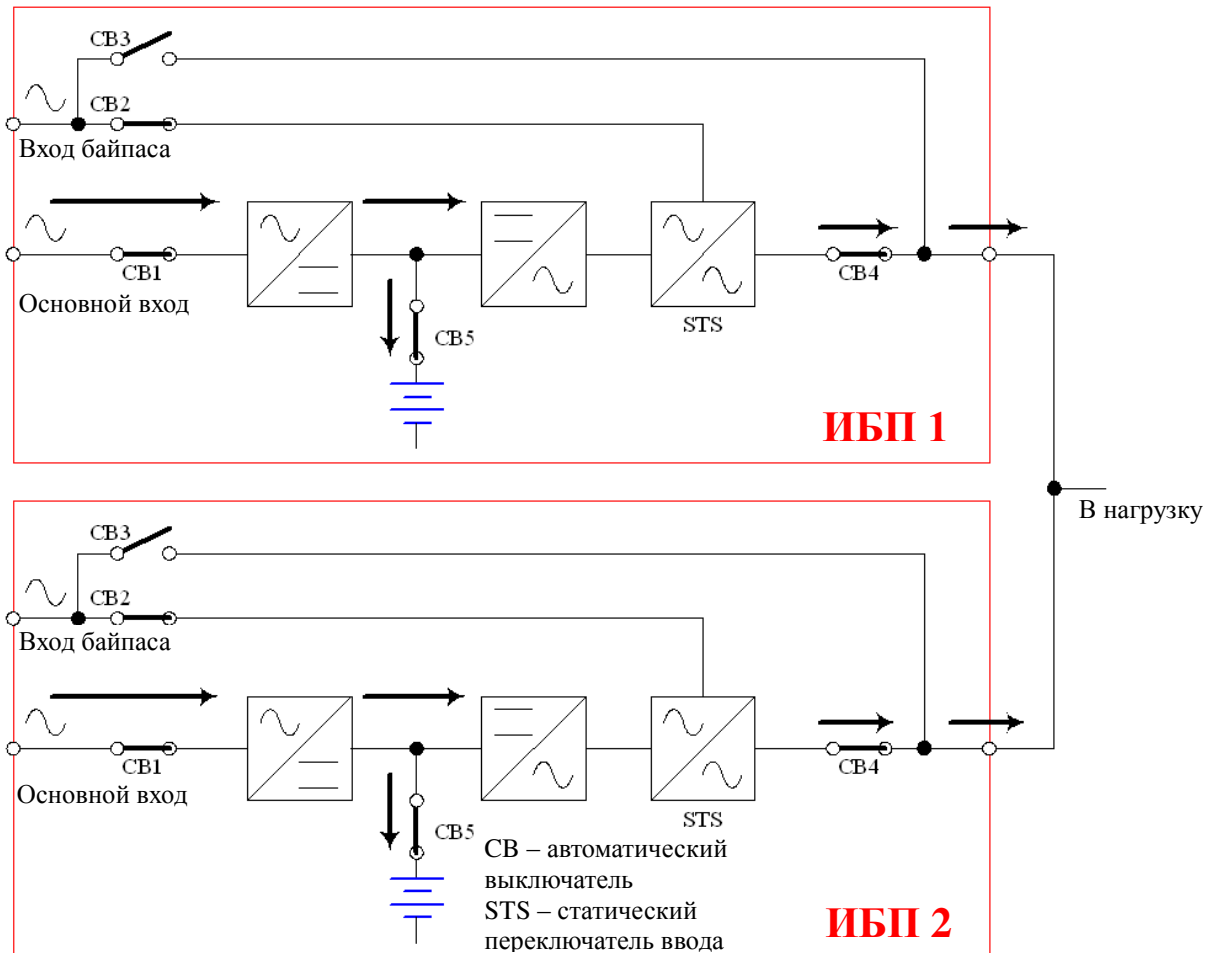 CB3
CB2
Вход байпаса
CB1
Основной вход
CB5
STS
CB4
ИБП 1
В нагрузку
CB3
CB2
Вход байпаса
CB1
Основной вход
CB5
STS
CB4
СВ – автоматический
выключатель
STS – статический
переключатель ввода
ИБП 2